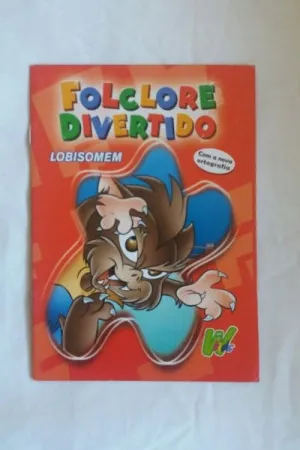 FOLCLORE
DIVERTIDO
LOBISOMEM
Com a nova
ortografia